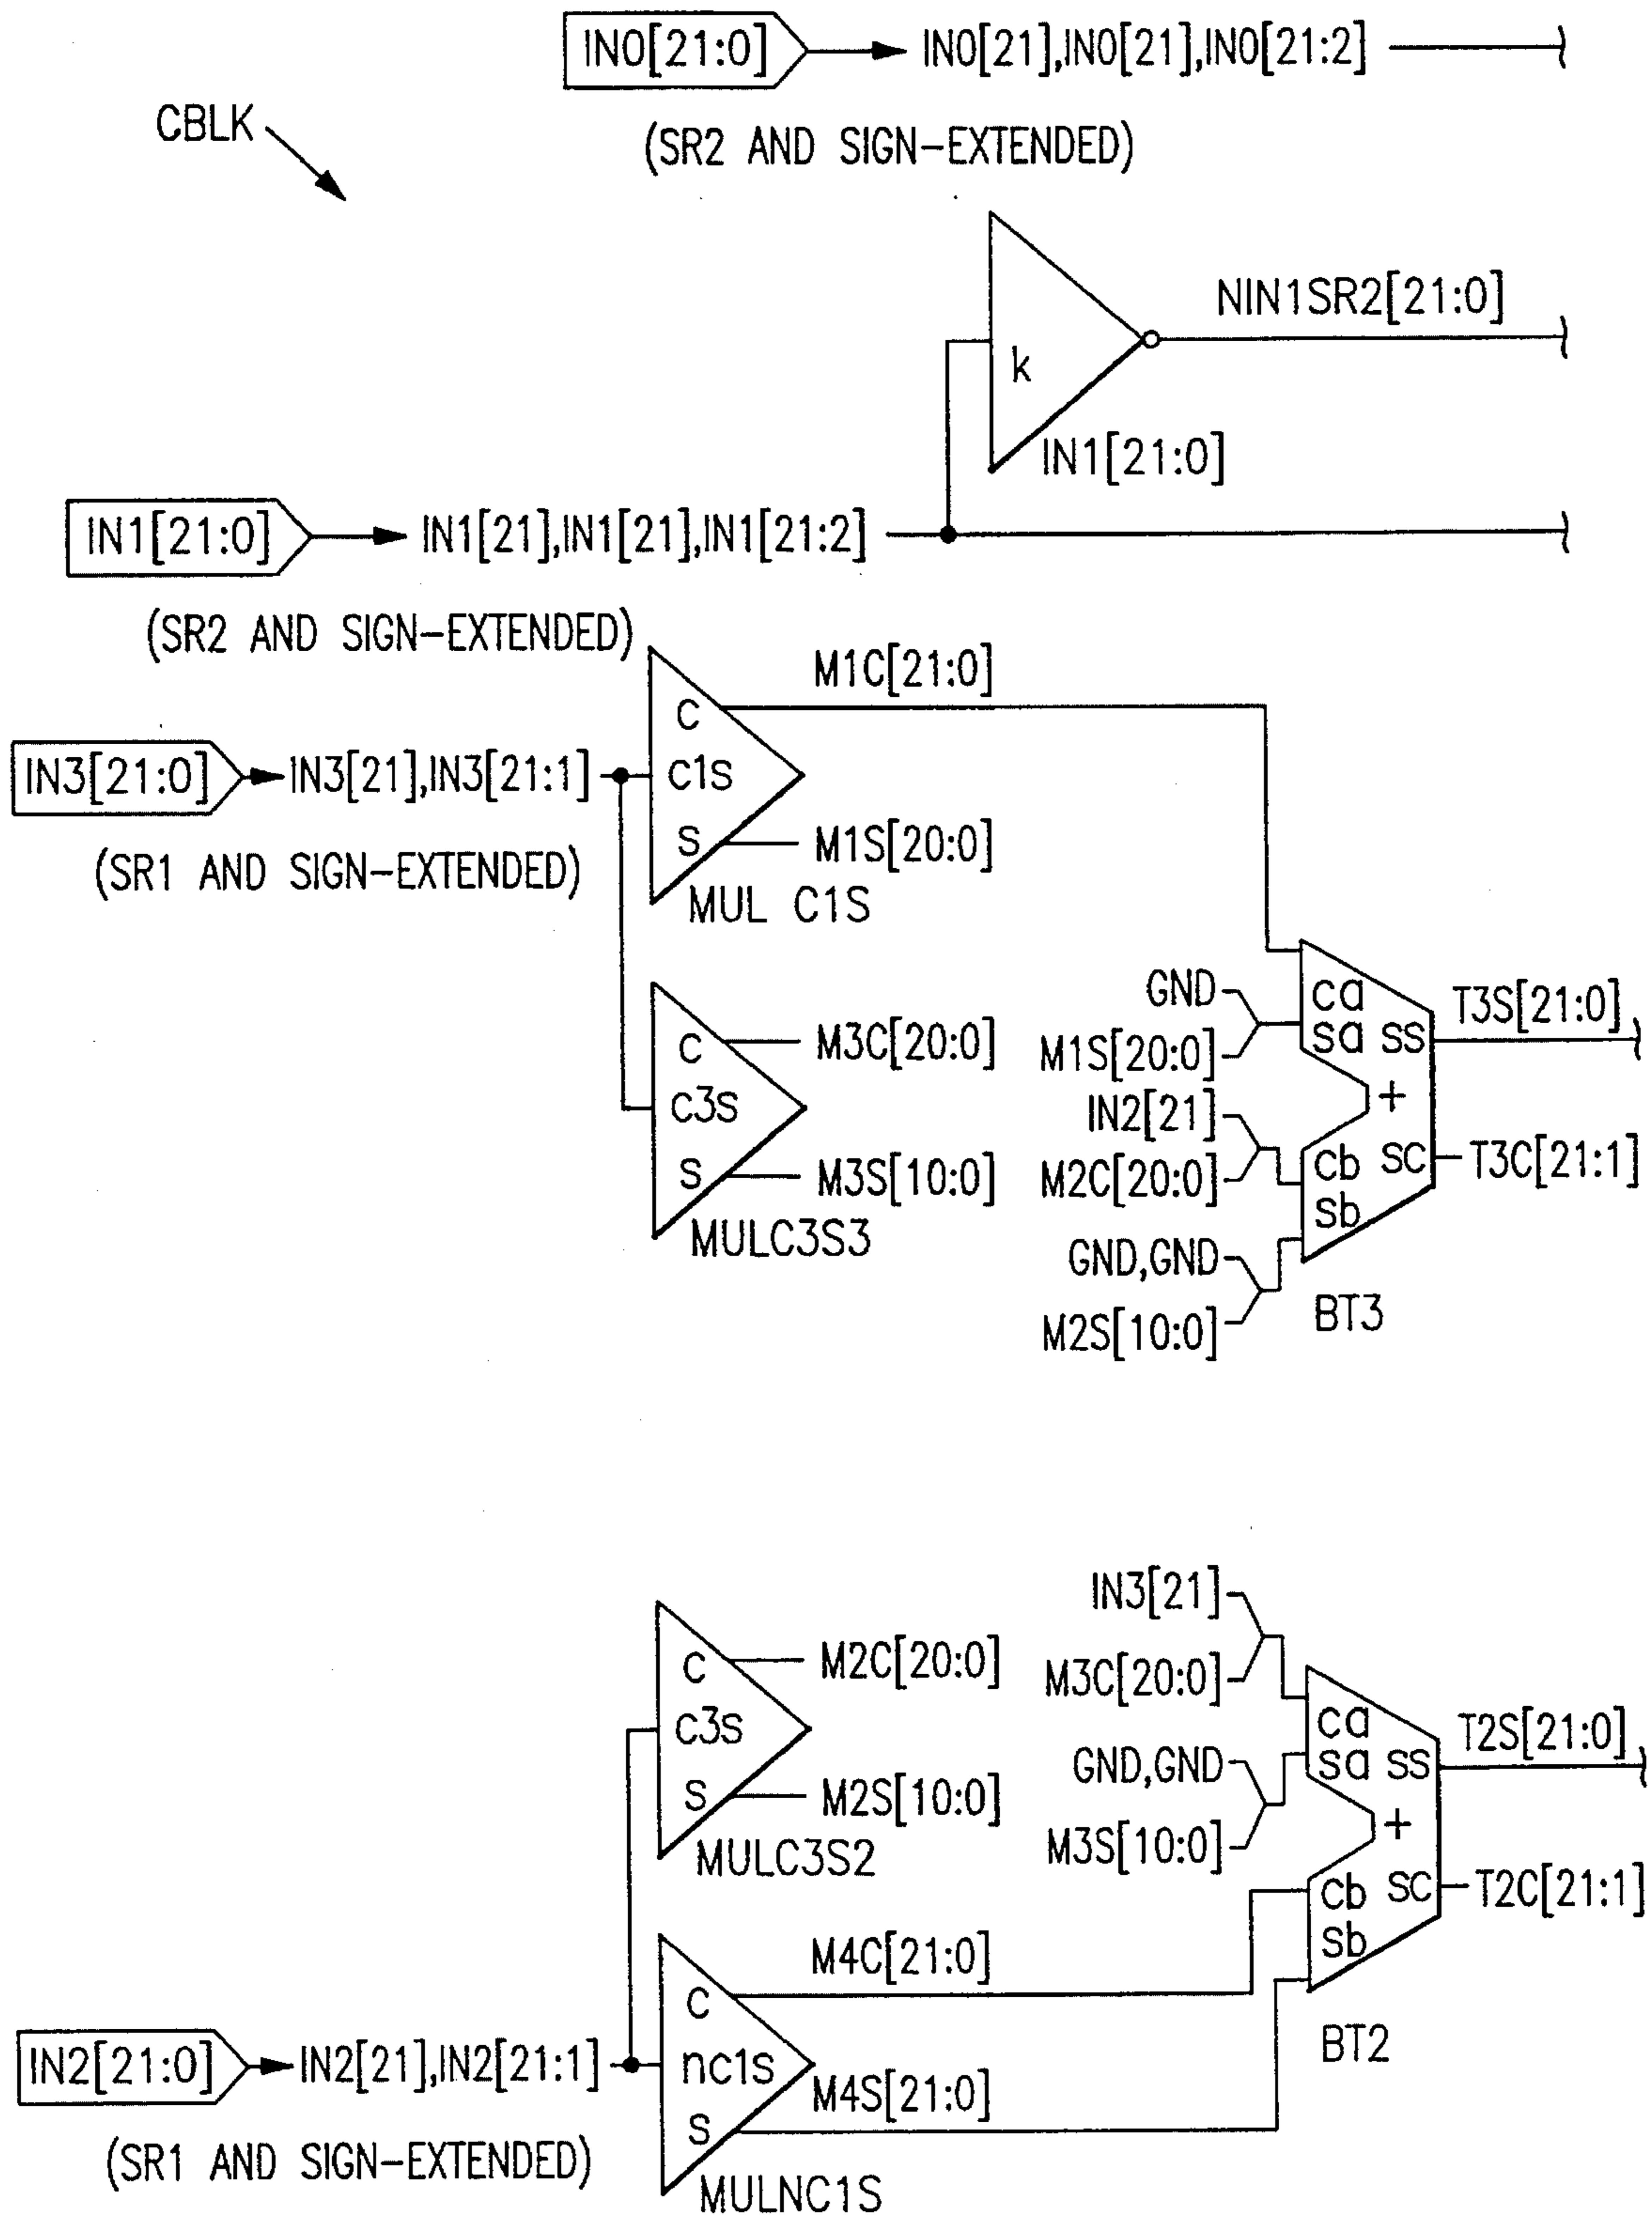 IN0[21:0]
IN0[21],IN0[21],IN0[21:2]
(SR2 AND SIGN-EXTENDED)
CBLK
k
NIN1SR2[21:0]
IN1[21:0]
IN1[21:0]
IN1[21],IN1[21],IN1[21:2]
(SR2 AND SIGN-EXTENDED)
IN3[21:0]
IN3[21],IN3[21:1]
(SR1 AND SIGN-EXTENDED)
C
c1s
S
M1C[21:0]
M1S[20:0]
MUL C1S
C
c3s
S
M3C[20:0]
M3S[10:0]
MULC3S3
GND
M1S[20:0]
IN2[21]
M2C[20:0]
GND,GND
M2S[10:0]
ca
sa
SS
+
cb
SC
sb
T3S[21:0]
T3C[21:1]
BT3
C
c3s
S
M2C[20:0]
M2S[10:0]
MULC3S2
IN3[21]
M3C[20:0]
GND,GND
M3S[10:0]
ca
sa
SS
+
cb
SC
sb
T2S[21:0]
T2C[21:1]
BT2
IN2[21:0]
IN2[21],IN2[21:1]
(SR1 AND SIGN-EXTENDED)
C
nc1s
S
M4C[21:0]
M4S[21:0]
MULNC1S